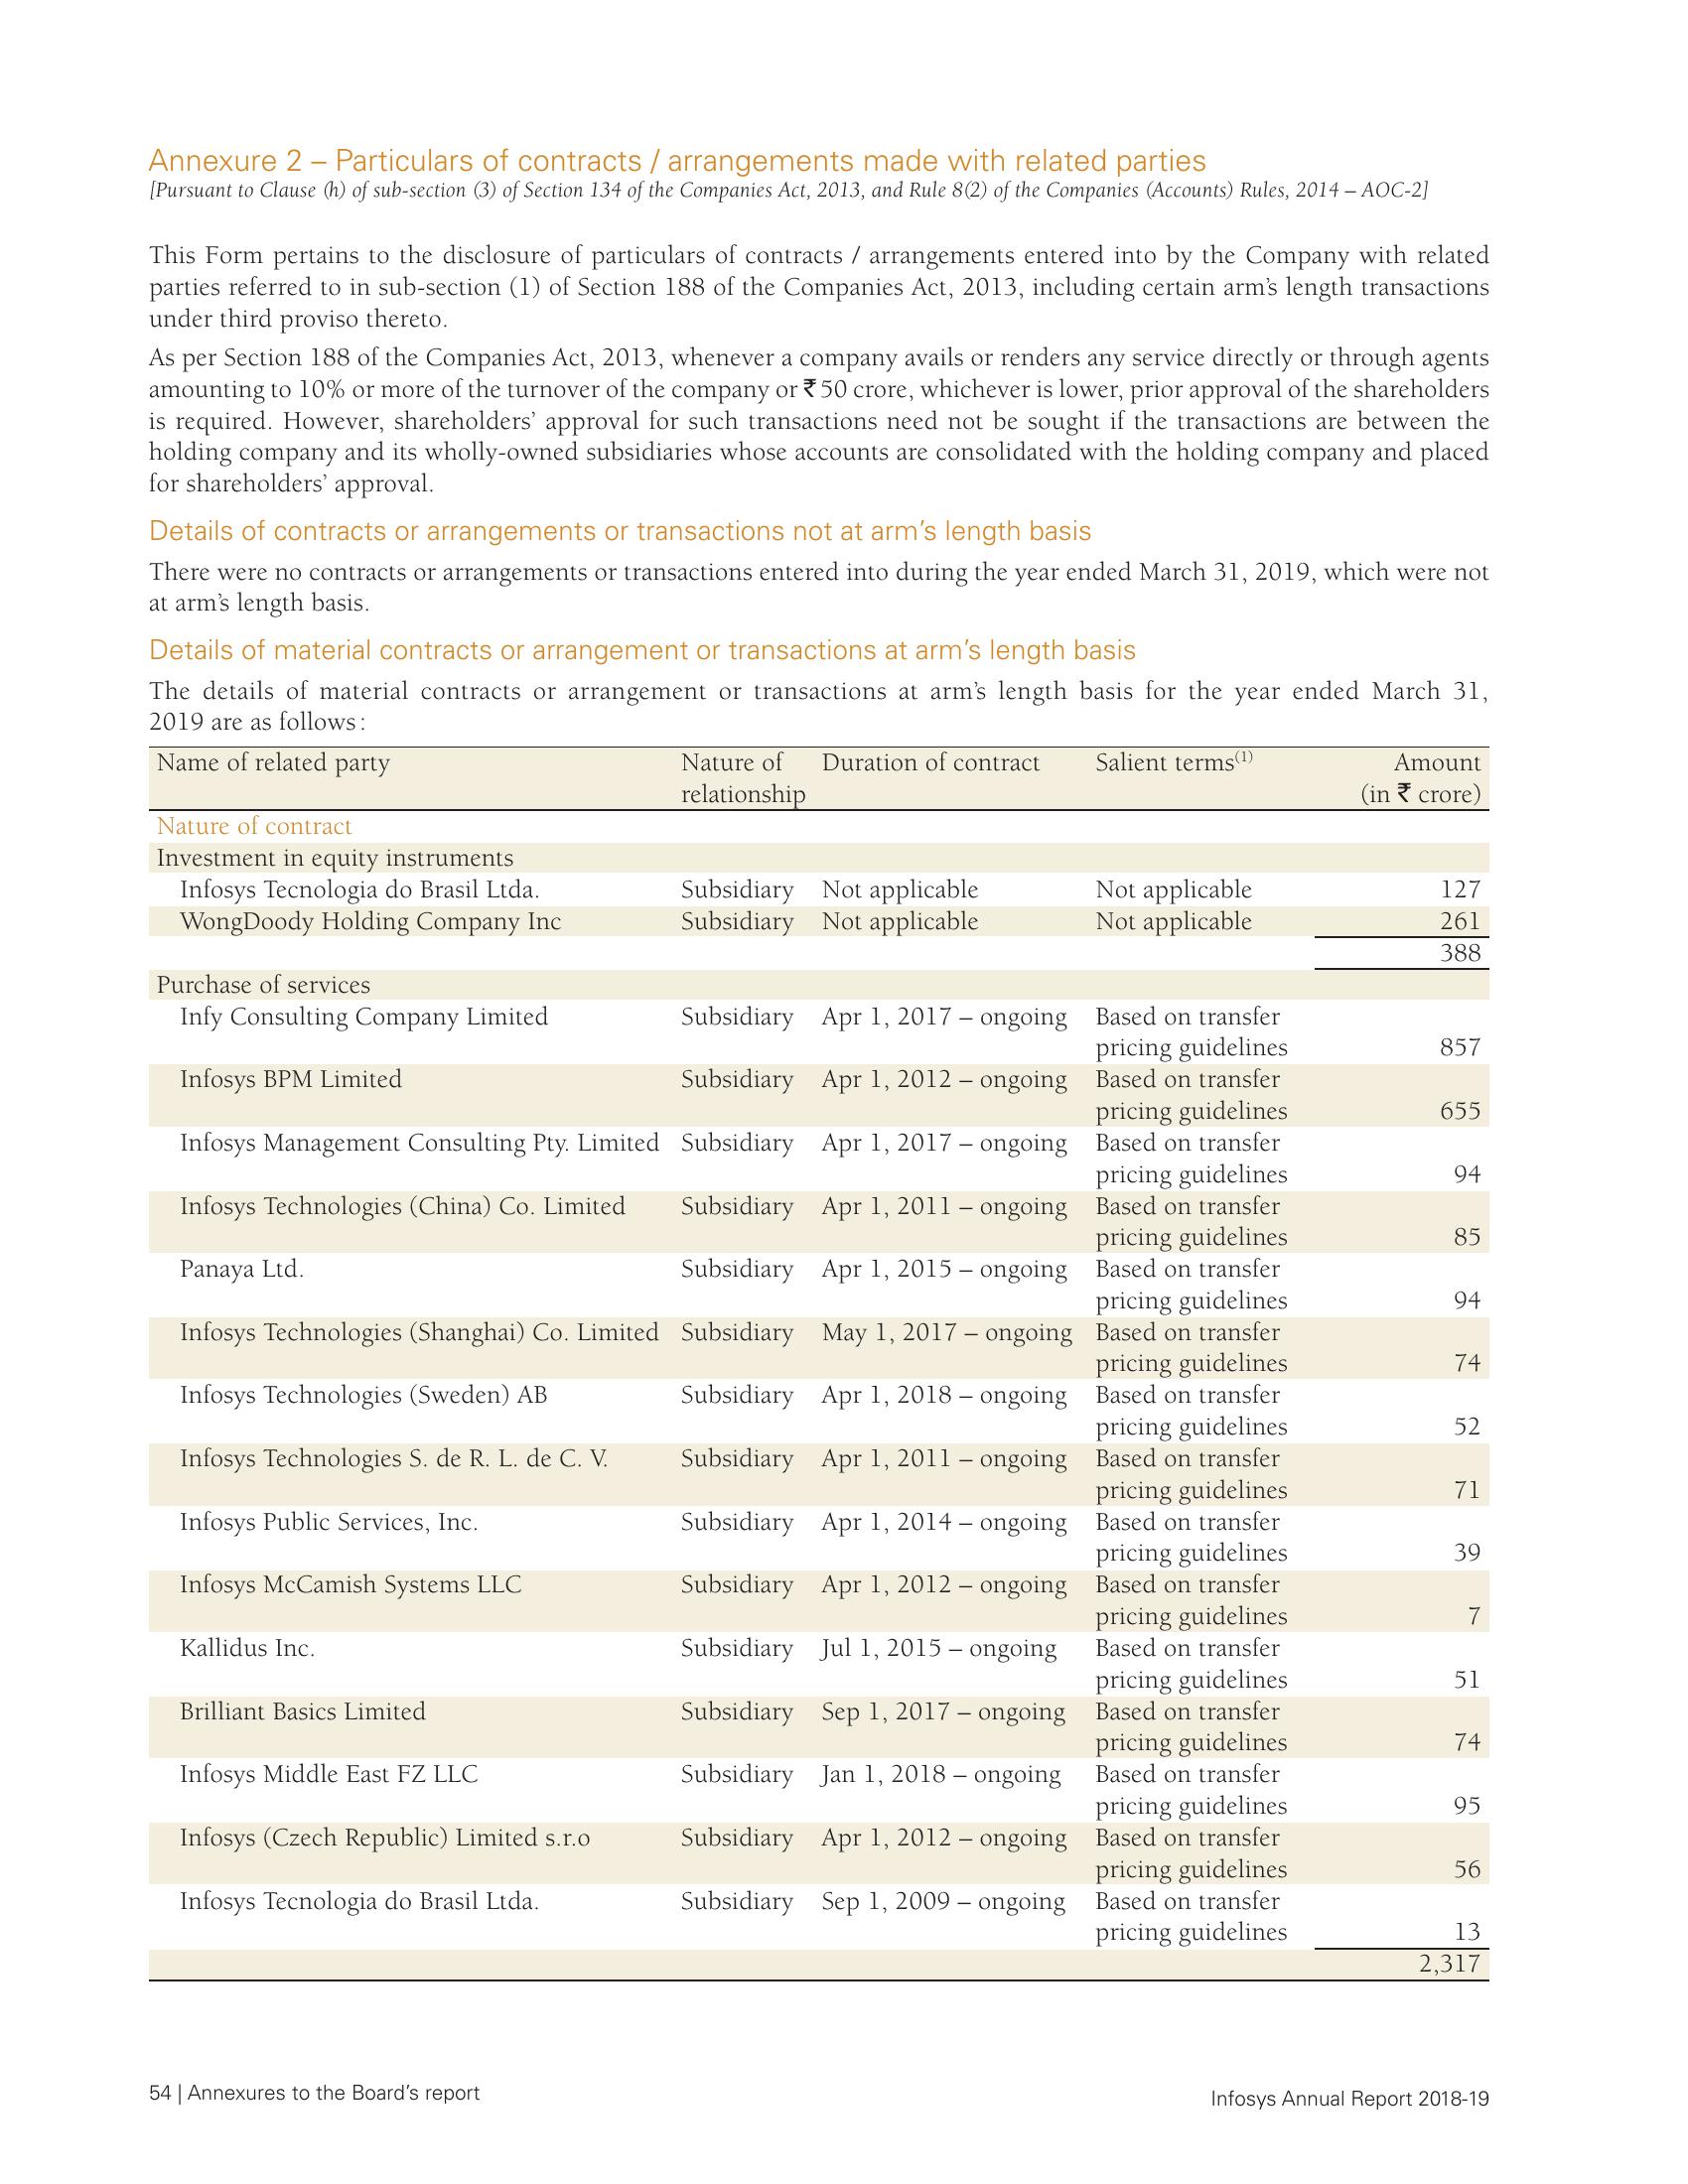 Annexure 2 – Particulars of contracts / arrangements made with related parties
[Pursuant to Clause (h) of sub-section (3) of Section 134 of the Companies Act, 2013, and Rule 8(2) of the Companies (Accounts) Rules, 2014 – AOC-2]
This Form pertains to the disclosure of particulars of contracts / arrangements entered into by the Company with related
parties referred to in sub-section (1) of Section 188 of the Companies Act, 2013, including certain arm’s length transactions
under third proviso thereto.
As per Section 188 of the Companies Act, 2013, whenever a company avails or renders any service directly or through agents
amounting to 10% or more of the turnover of the company or ₹ 50 crore, whichever is lower, prior approval of the shareholders
is required. However, shareholders’ approval for such transactions need not be sought if the transactions are between the
holding company and its wholly-owned subsidiaries whose accounts are consolidated with the holding company and placed
for shareholders’ approval.
Details of contracts or arrangements or transactions not at arm’s length basis
There were no contracts or arrangements or transactions entered into during the year ended March 31, 2019, which were not
at arm’s length basis.
Details of material contracts or arrangement or transactions at arm’s length basis
The details of material contracts or arrangement or transactions at arm’s length basis for the year ended March 31,
2019 are as follows :
Name of related party Nature of Duration of contract Salient terms(1) Amount
relationship (in ₹ crore)
Nature of contract
Investment in equity instruments
Infosys Tecnologia do Brasil Ltda. Subsidiary Not applicable Not applicable 127
WongDoody Holding Company Inc Subsidiary Not applicable Not applicable 261
388
Purchase of services
Infy Consulting Company Limited Subsidiary Apr 1, 2017 – ongoing Based on transfer
pricing guidelines 857
Infosys BPM Limited Subsidiary Apr 1, 2012 – ongoing Based on transfer
pricing guidelines 655
Infosys Management Consulting Pty. Limited Subsidiary Apr 1, 2017 – ongoing Based on transfer
pricing guidelines 94
Infosys Technologies (China) Co. Limited Subsidiary Apr 1, 2011 – ongoing Based on transfer
pricing guidelines 85
Panaya Ltd. Subsidiary Apr 1, 2015 – ongoing Based on transfer
pricing guidelines 94
Infosys Technologies (Shanghai) Co. Limited Subsidiary May 1, 2017 – ongoing Based on transfer
pricing guidelines 74
Infosys Technologies (Sweden) AB Subsidiary Apr 1, 2018 – ongoing Based on transfer
pricing guidelines 52
Infosys Technologies S. de R. L. de C. V. Subsidiary Apr 1, 2011 – ongoing Based on transfer
pricing guidelines 71
Infosys Public Services, Inc. Subsidiary Apr 1, 2014 – ongoing Based on transfer
pricing guidelines 39
Infosys McCamish Systems LLC Subsidiary Apr 1, 2012 – ongoing Based on transfer
pricing guidelines 7
Kallidus Inc. Subsidiary Jul 1, 2015 – ongoing Based on transfer
pricing guidelines 51
Brilliant Basics Limited Subsidiary Sep 1, 2017 – ongoing Based on transfer
pricing guidelines 74
Infosys Middle East FZ LLC Subsidiary Jan 1, 2018 – ongoing Based on transfer
pricing guidelines 95
Infosys (Czech Republic) Limited s.r.o Subsidiary Apr 1, 2012 – ongoing Based on transfer
pricing guidelines 56
Infosys Tecnologia do Brasil Ltda. Subsidiary Sep 1, 2009 – ongoing Based on transfer
pricing guidelines 13
2,317
54 | Annexures to the Board’s report Infosys Annual Report 2018-19